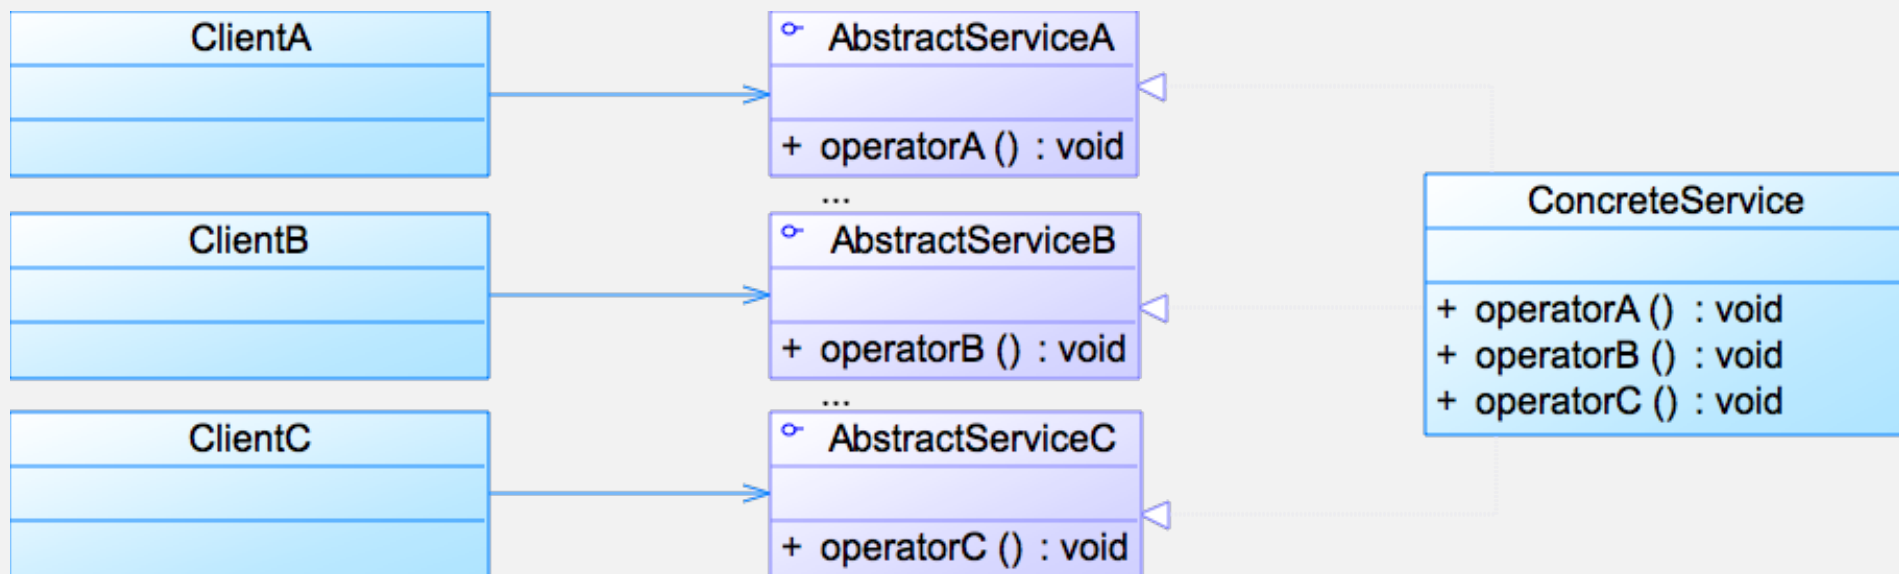 ClientA
AbstractServiceA
+ operatorA () : void
...
ClientB
AbstractServiceB
+ operatorB () : void
...
ClientC
AbstractServiceC
+ operatorC () : void
ConcreteService
+ operatorA () : void
+ operatorB () : void
+ operatorC () : void